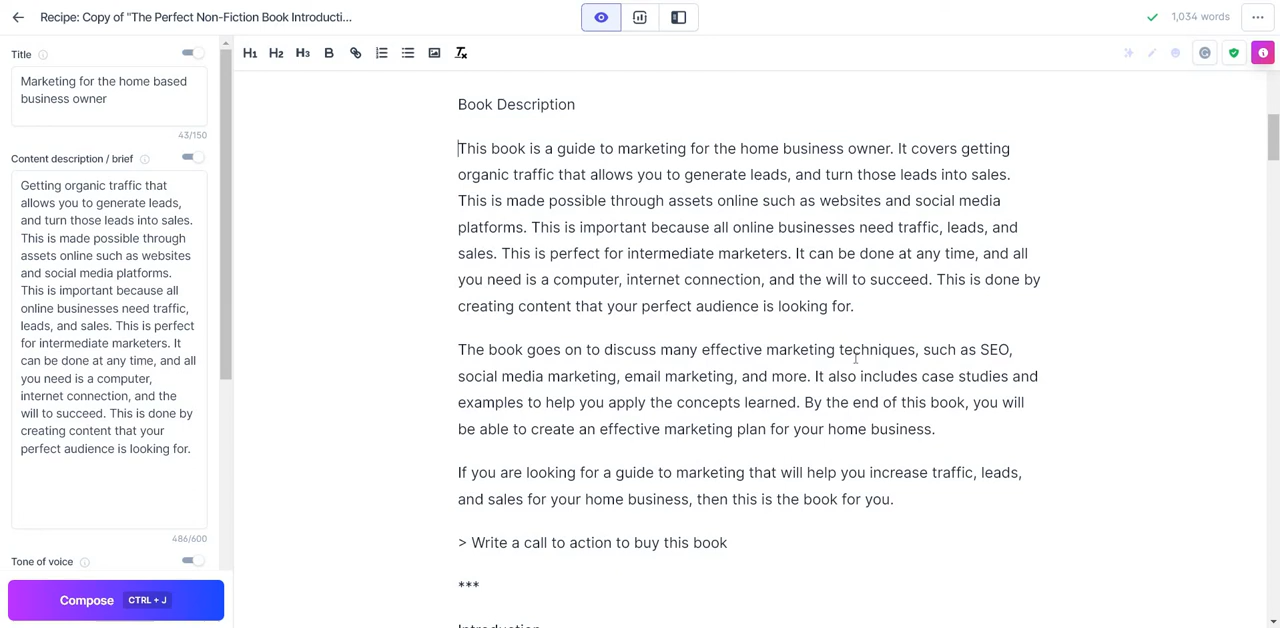 Recipe: Copy of "The Perfect Non-Fiction Book Introducti...
1,034 words
Title
H1 H2 H3 B
Marketing for the home based
business owner
43/150
Content description / brief
Getting organic traffic that
allows you to generate leads,
and turn those leads into sales.
This is made possible through
assets online such as websites
and social media platforms.
This is important because all
online businesses need traffic,
leads, and sales. This is perfect
for intermediate marketers. It
can be done at any time, and all
you need is a computer,
internet connection, and the
will to succeed. This is done by
creating content that your
perfect audience is looking for.
486/600
Tone of voice
Compose CTRL + J
Book Description
This book is a guide to marketing for the home business owner. It covers getting
organic traffic that allows you to generate leads, and turn those leads into sales.
This is made possible through assets online such as websites and social media
platforms. This is important because all online businesses need traffic, leads, and
sales. This is perfect for intermediate marketers. It can be done at any time, and all
you need is a computer, internet connection, and the will to succeed. This is done by
creating content that your perfect audience is looking for.
The book goes on to discuss many effective marketing techniques, such as SEO,
social media marketing, email marketing, and more. It also includes case studies and
examples to help you apply the concepts learned. By the end of this book, you will
be able to create an effective marketing plan for your home business.
If you are looking for a guide to marketing that will help you increase traffic, leads,
and sales for your home business, then this is the book for you.
> Write a call to action to buy this book
***
Introduction